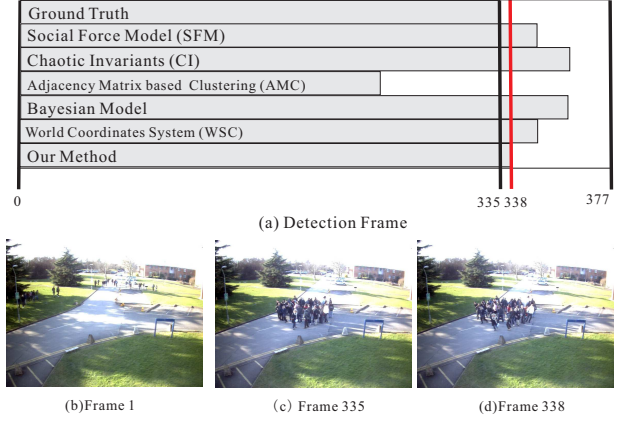 Ground Truth
Social Force Model (SFM)
Chaotic Invariants (CI)
Adjacency Matrix based Clustering (AMC)
Bayesian Model
World Coordinates System (WSC)
Our Method
0 335 338 377
(a) Detection Frame
(b)Frame 1 (c) Frame 335 (d)Frame 338